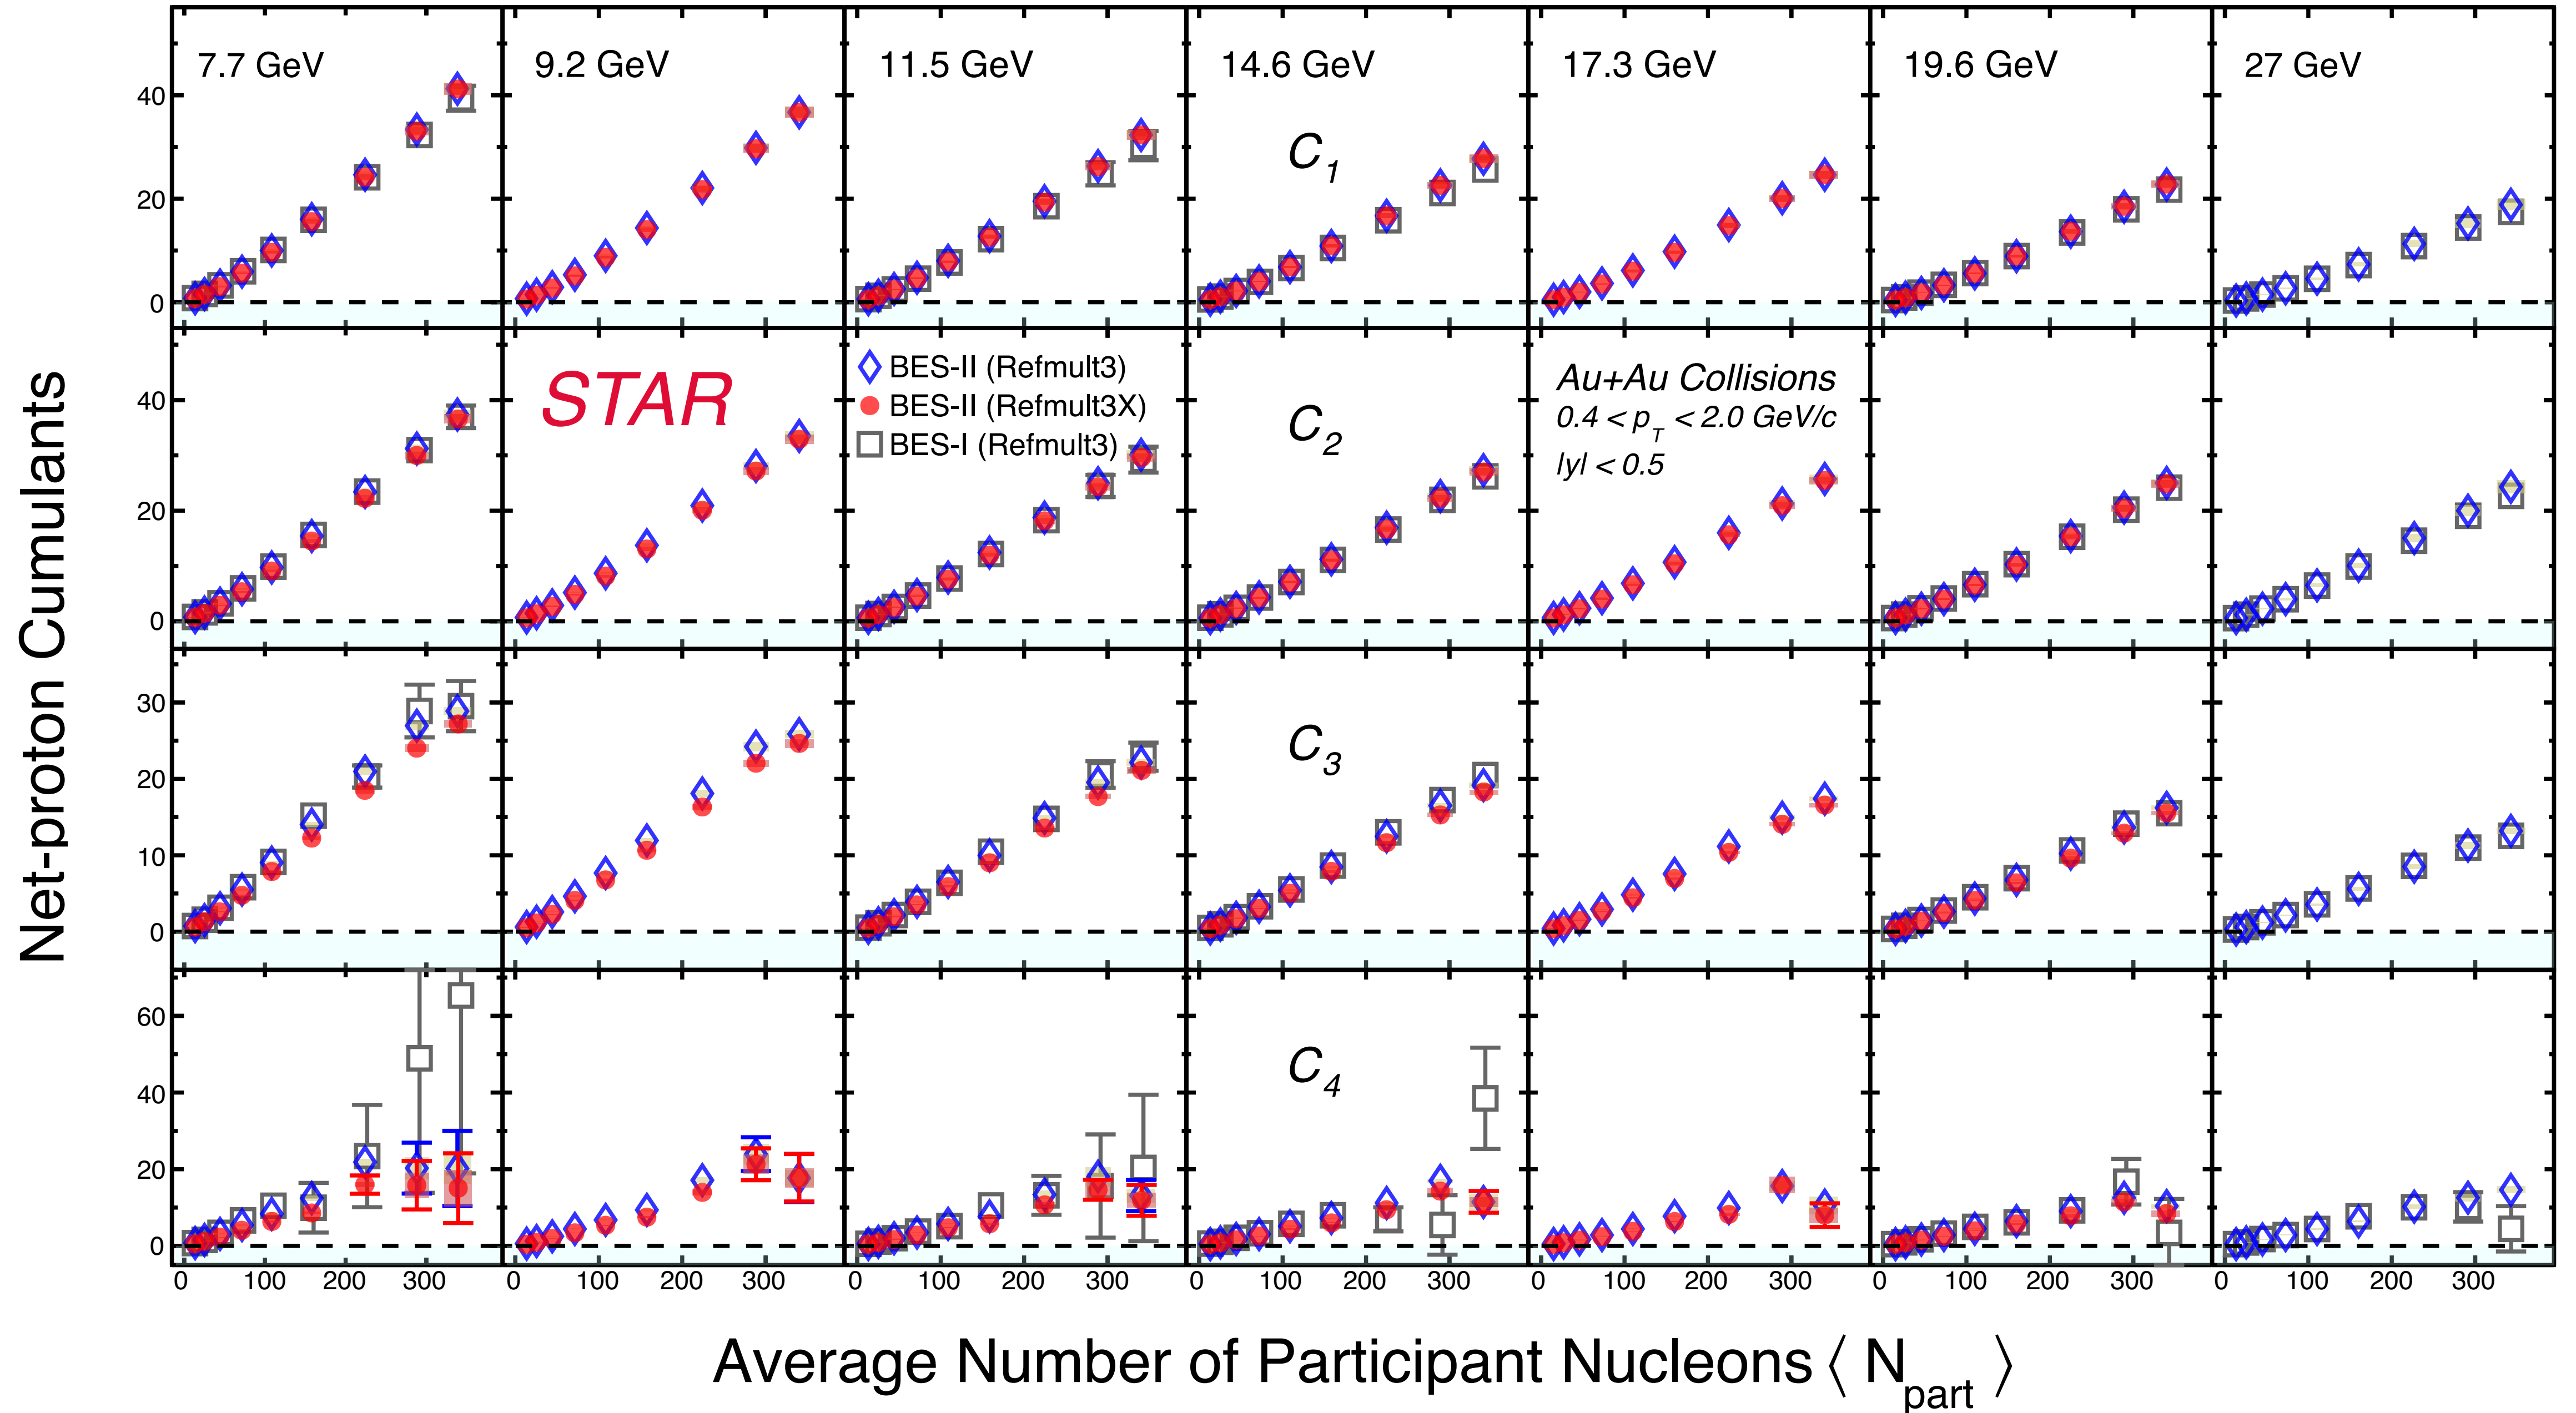 7.7 GeV
9.2 GeV
11.5 GeV
14.6 GeV
17.3 GeV
19.6 GeV
27 GeV
40
20
0
C1
Net-proton Cumulants
STAR
BES-II (Refmult3)
BES-II (Refmult3X)
BES-I (Refmult3)
C2
Au+Au Collisions
0.4 < pT < 2.0 GeV/c
|y| < 0.5
40
20
0
C3
30
20
10
0
C4
60
40
20
0
0 100 200 300
0 100 200 300
0 100 200 300
0 100 200 300
0 100 200 300
0 100 200 300
0 100 200 300
Average Number of Participant Nucleons ⟨ Npart ⟩